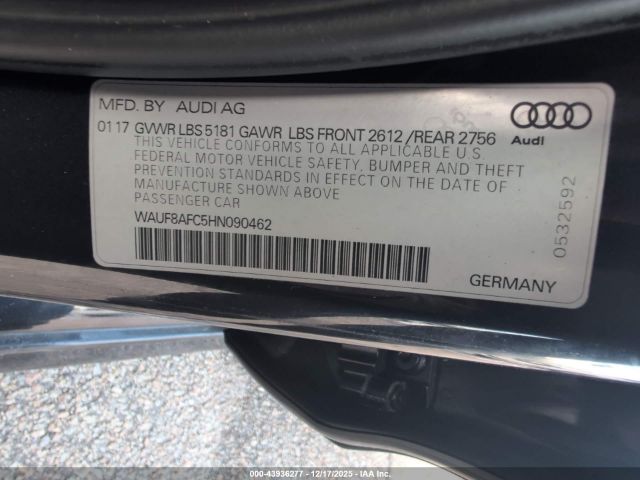 MFD. BY AUDI AG
01 17 GVWR LBS 5181 GAWR LBS FRONT 2612 /REAR 2756
THIS VEHICLE CONFORMS TO ALL APPLICABLE U.S
FEDERAL MOTOR VEHICLE SAFETY, BUMPER AND THEFT
PREVENTION STANDARDS IN EFFECT ON THE DATE OF
MANUFACTURE SHOWN ABOVE
PASSENGER CAR
WAUF8AFC5HN090462
Audi
0532592
GERMANY
000-43936277 - 12/17/2025 - IAA Inc.